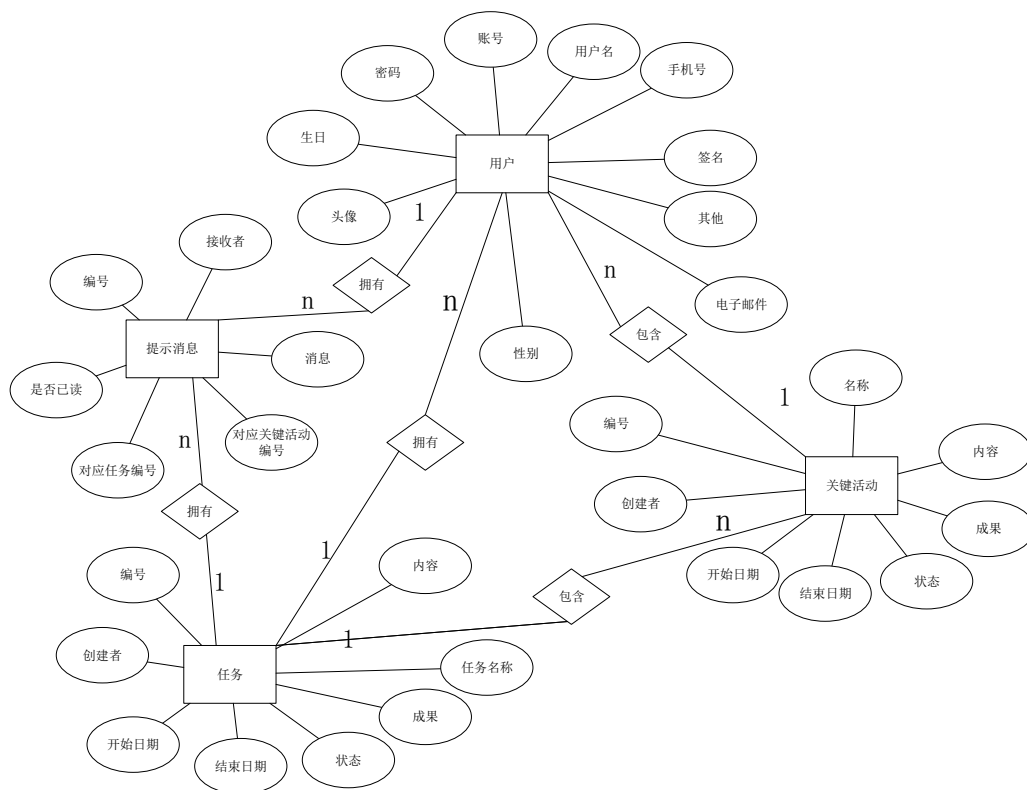 账号
用户名
密码
手机号
生日
用户
签名
头像
1
其他
接收者
n
编号
拥有
n
n
电子邮件
包含
提示消息
消息
性别
是否已读
名称
1
编号
n
拥有
对应关键活动
编号
对应任务编号
内容
关键活动
创建者
拥有
n
成果
1
内容
开始日期
结束日期
状态
编号
1
包含
1
创建者
任务
任务名称
成果
开始日期
结束日期
状态